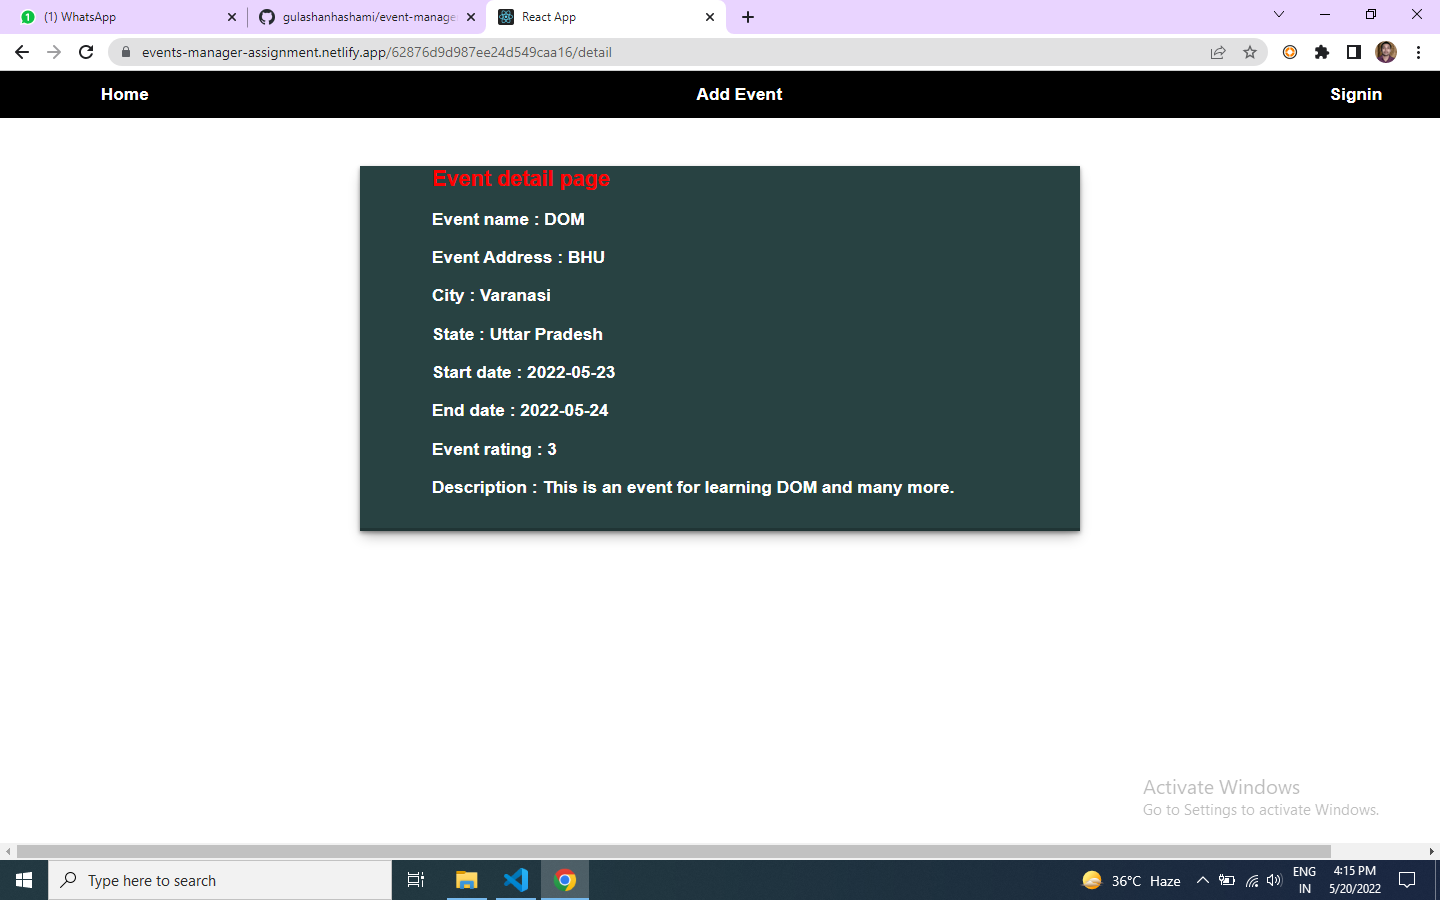 (1) WhatsApp
gulashanhashami/event-manage
React App
events-manager-assignment.netlify.app/62876d9d987ee24d549caa16/detail
Home
Add Event
Signin
Event detail page
Event name : DOM
Event Address : BHU
City : Varanasi
State : Uttar Pradesh
Start date : 2022-05-23
End date : 2022-05-24
Event rating : 3
Description : This is an event for learning DOM and many more.
Activate Windows
Go to Settings to activate Windows.
Type here to search
36°C Haze
ENG
IN
4:15 PM
5/20/2022